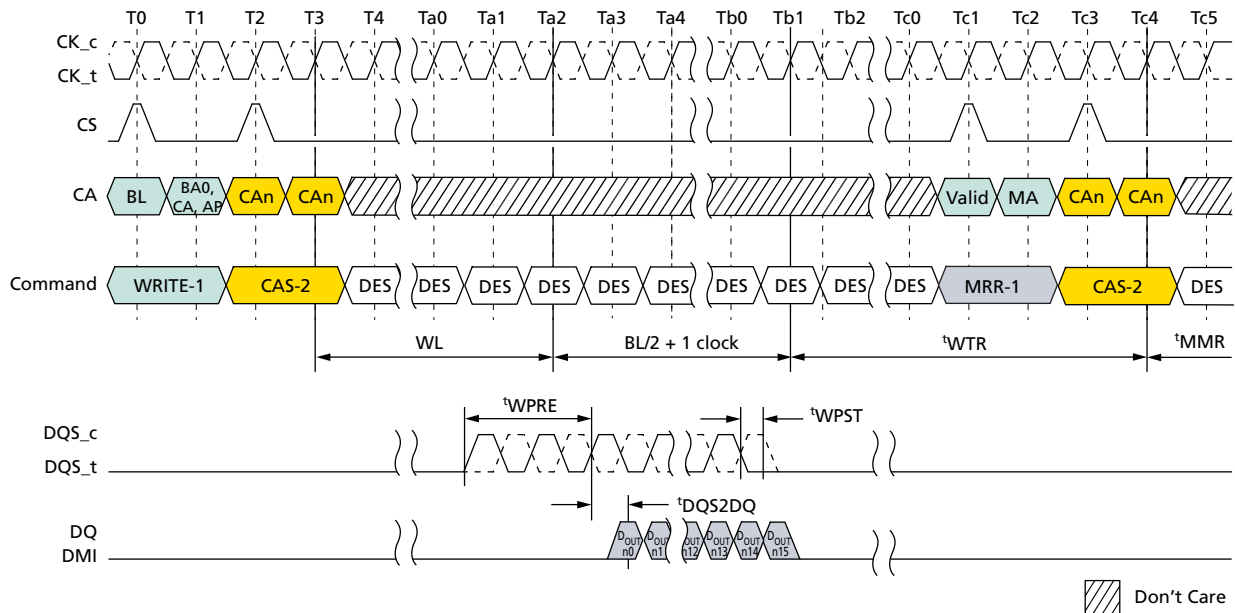 T0 T1 T2 T3 T4 Ta0 Ta1 Ta2 Ta3 Ta4 Tb0 Tb1 Tb2 Tc0 Tc1 Tc2 Tc3 Tc4 Tc5
CK_c
CK_t
CS
CA BL BA0, CA, AP CAn CAn Valid MA CAn CAn
Command WRITE-1 CAS-2 DES DES DES DES DES DES DES DES DES DES MRR-1 CAS-2 DES
WL BL/2 + 1 clock tWTR tMMR
tWPRE tWPST
DQS_c
DQS_t
tDQS2DQ
DQ
DMI
DOUT n0 DOUT n1 DOUT n12 DOUT n13 DOUT n14 DOUT n15
Don't Care